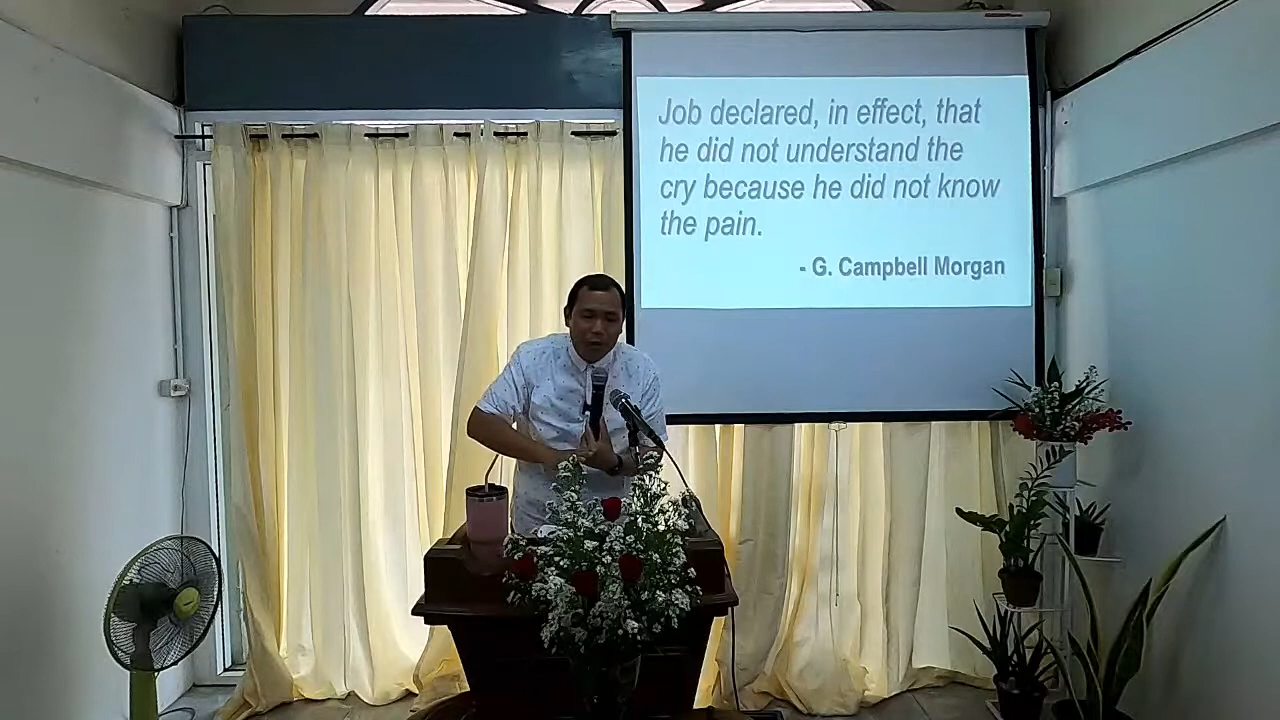 Job declared, in effect, that
he did not understand the
cry because he did not know
the pain.
- G. Campbell Morgan